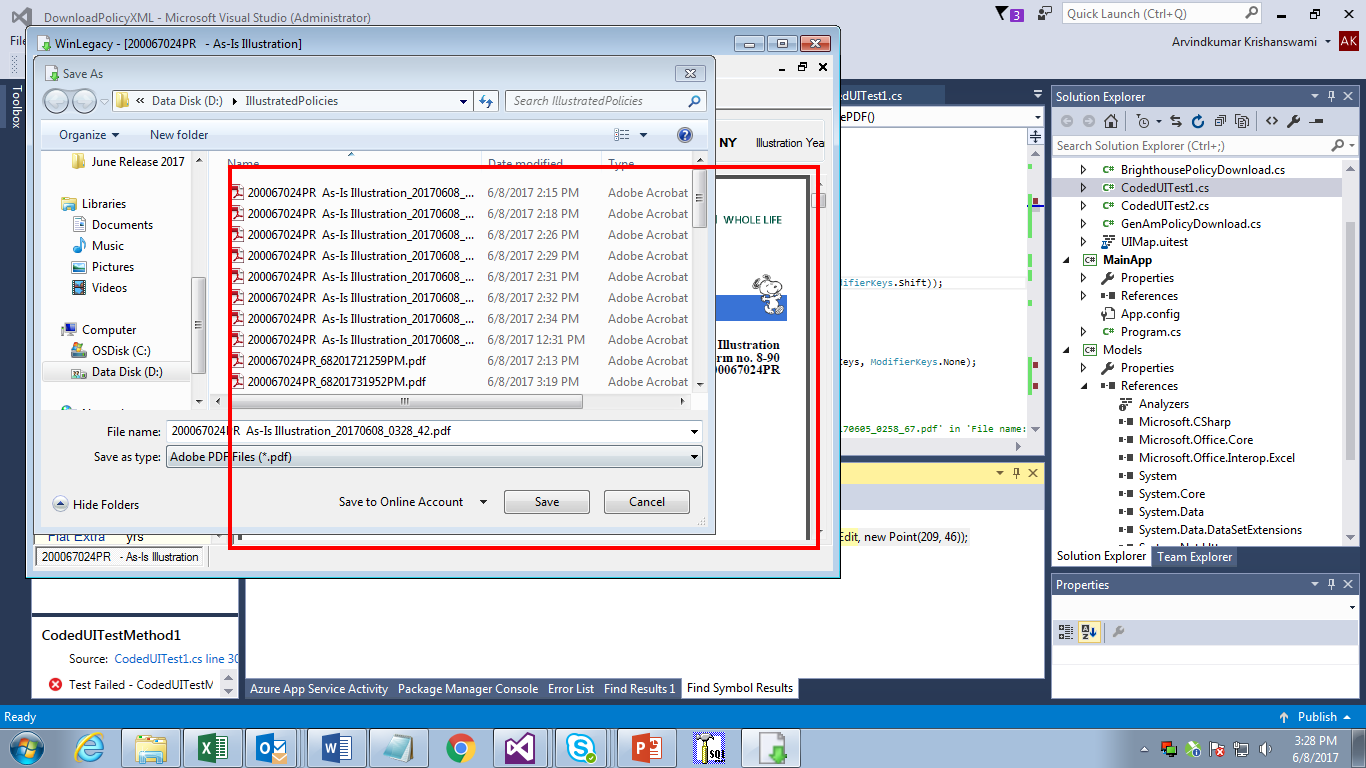 DownloadPolicyXML - Microsoft Visual Studio (Administrator)
3
Quick Launch (Ctrl+Q)
Arvindkumar Krishanswami
AK
WinLegacy - [200067024PR - As-Is Illustration]
Save As
« Data Disk (D:) IllustratedPolicies
Search IllustratedPolicies
Organize
New folder
Toolbox
June Release 2017
Libraries
Documents
Music
Pictures
Videos
Computer
OSDisk (C:)
Data Disk (D:)
Name Date modified Type
200067024PR As-Is Illustration_20170608_... 6/8/2017 2:15 PM Adobe Acrobat
200067024PR As-Is Illustration_20170608_... 6/8/2017 2:18 PM Adobe Acrobat
200067024PR As-Is Illustration_20170608_... 6/8/2017 2:26 PM Adobe Acrobat
200067024PR As-Is Illustration_20170608_... 6/8/2017 2:29 PM Adobe Acrobat
200067024PR As-Is Illustration_20170608_... 6/8/2017 2:31 PM Adobe Acrobat
200067024PR As-Is Illustration_20170608_... 6/8/2017 2:32 PM Adobe Acrobat
200067024PR As-Is Illustration_20170608_... 6/8/2017 2:34 PM Adobe Acrobat
200067024PR As-Is Illustration_20170608_... 6/8/2017 12:31 PM Adobe Acrobat
200067024PR_68201721259PM.pdf 6/8/2017 2:13 PM Adobe Acrobat
200067024PR_68201731952PM.pdf 6/8/2017 3:19 PM Adobe Acrobat
File name: 200067024PR As-Is Illustration_20170608_0328_42.pdf
Save as type: Adobe PDF Files (*.pdf)
Hide Folders
Save to Online Account
Save
Cancel
Flat Extra yrs
200067024PR - As-Is Illustration
NY Illustration Yea
WHOLE LIFE
Illustration
rm no. 8-90
00067024PR
edUITest1.cs
ePDF()
difierKeys.Shift));
Keys, ModifierKeys.None);
170605_0258_67.pdf' in 'File name:
Edit, new Point(209, 46));
CodedUITestMethod1
Source: CodedUITest1.cs line 30
Test Failed - CodedUITestM
Azure App Service Activity
Package Manager Console
Error List
Find Results 1
Find Symbol Results
Solution Explorer
Search Solution Explorer (Ctrl+;)
BrighthousePolicyDownload.cs
CodedUITest1.cs
CodedUITest2.cs
GenAmPolicyDownload.cs
UIMap.uitest
MainApp
Properties
References
App.config
Program.cs
Models
Properties
References
Analyzers
Microsoft.CSharp
Microsoft.Office.Core
Microsoft.Office.Interop.Excel
System
System.Core
System.Data
System.Data.DataSetExtensions
Solution Explorer
Team Explorer
Properties
Ready
Publish
3:28 PM
6/8/2017